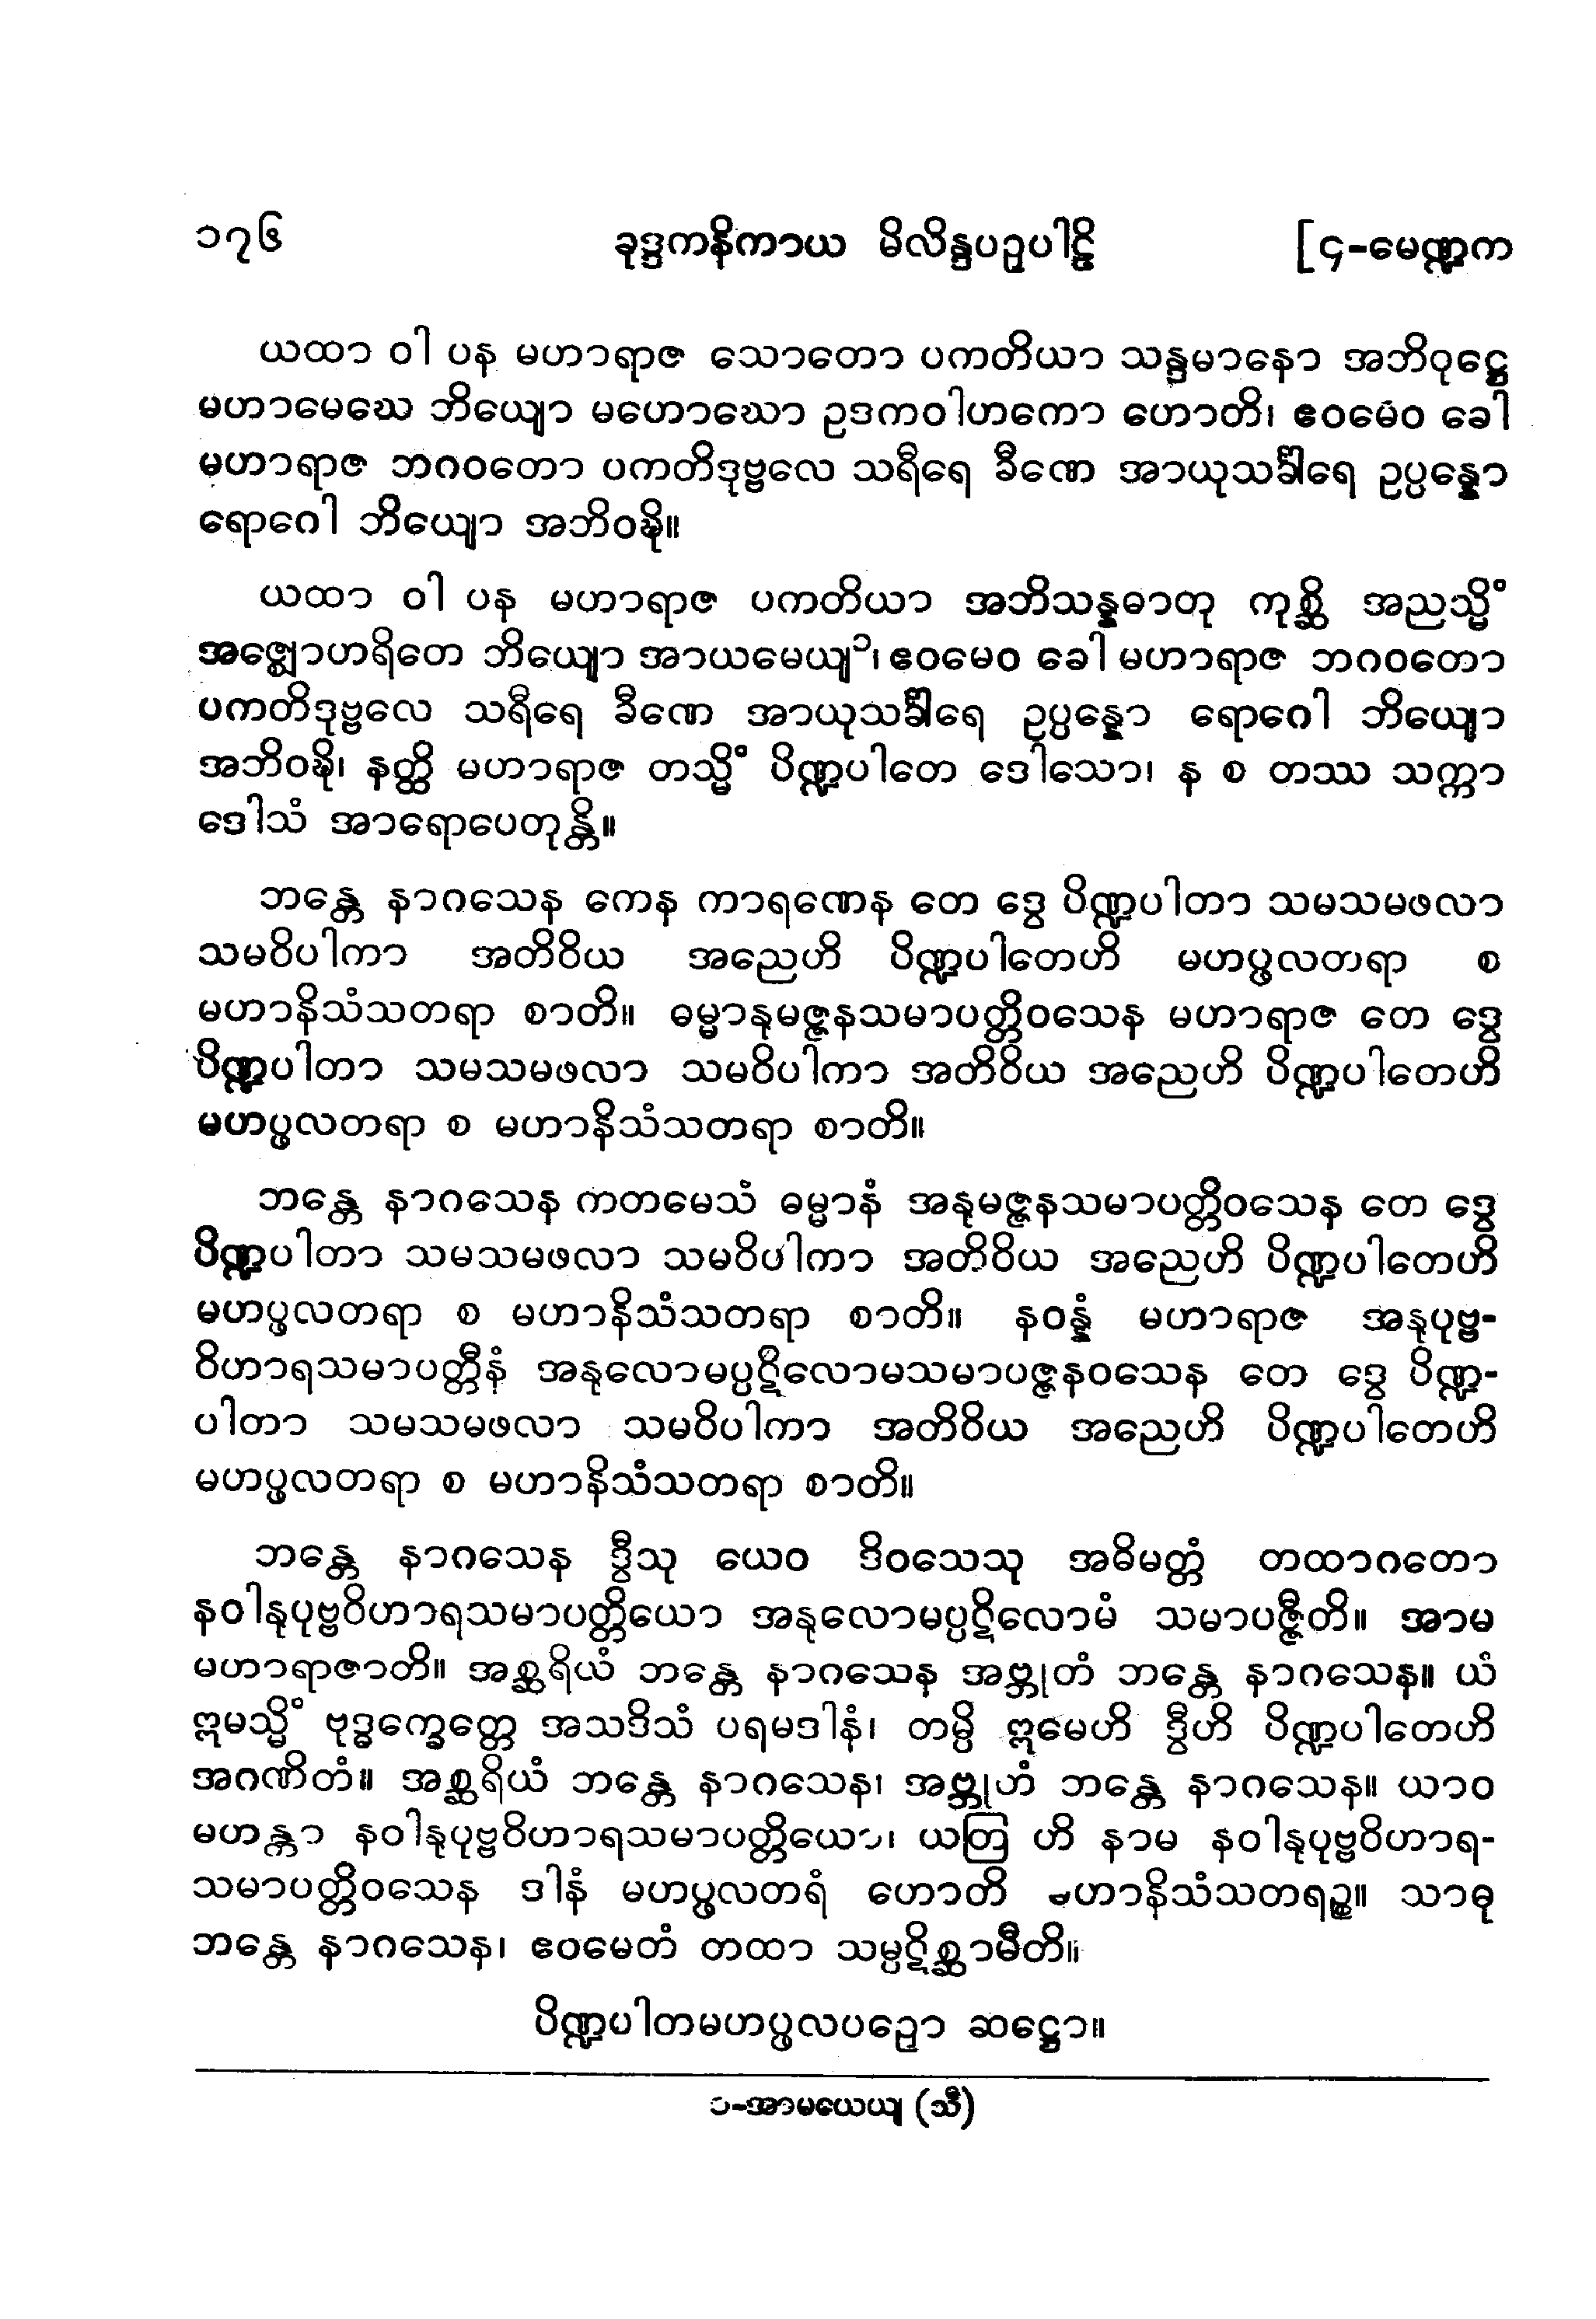 ၁၇၆ ခုဒ္ဒကနိကာယ မိလိန္ဒပဥှပါဠိ [၄-မေဏ္ဍက
ယထာ ဝါ ပန မဟာရာဇ သောတော ပကတိယာ သန္ဒမာနော အဘိဝုဋ္ဌေ
မဟာမေဃေ ဘိယျော မဟောဃော ဥဒကဝါဟကော ဟောတိ၊ ဧဝမေဝ ခေါ
မဟာရာဇ ဘဂဝတော ပကတိဒုဗ္ဗလေ သရီရေ ခီဏေ အာယုသင်္ခါရေ ဥပ္ပန္နော
ရောဂေါ ဘိယျော အဘိဝဍ္ဎိ။
ယထာ ဝါ ပန မဟာရာဇ ပကတိယာ အဘိသန္နဓာတု ကုစ္ဆိ အညသ္မိံ
အဇ္ဈောဟရိတေ ဘိယျော အာယမေယျ၁၊ ဧဝမေဝ ခေါ မဟာရာဇ ဘဂဝတော
ပကတိဒုဗ္ဗလေ သရီရေ ခီဏေ အာယုသင်္ခါရေ ဥပ္ပန္နော ရောဂေါ ဘိယျော
အဘိဝဍ္ဎိ၊ နတ္ထိ မဟာရာဇ တသ္မိံ ပိဏ္ဍပါတေ ဒေါသော၊ န စ တဿ သက္ကာ
ဒေါသံ အာရောပေတုန္တိ။
ဘန္တေ နာဂသေန ကေန ကာရဏေန တေ ဒွေ ပိဏ္ဍပါတာ သမသမဖလာ
သမဝိပါကာ အတိဝိယ အညေဟိ ပိဏ္ဍပါတေဟိ မဟပ္ဖလတရာ စ
မဟာနိသံသတရာ စာတိ။ ဓမ္မာနုမဇ္ဇနသမာပတ္တိဝသေန မဟာရာဇ တေ ဒွေ
ပိဏ္ဍပါတာ သမသမဖလာ သမဝိပါကာ အတိဝိယ အညေဟိ ပိဏ္ဍပါတေဟိ
မဟပ္ဖလတရာ စ မဟာနိသံသတရာ စာတိ။
ဘန္တေ နာဂသေန ကတမေသံ ဓမ္မာနံ အနုမဇ္ဇနသမာပတ္တိဝသေန တေ ဒွေ
ပိဏ္ဍပါတာ သမသမဖလာ သမဝိပါကာ အတိဝိယ အညေဟိ ပိဏ္ဍပါတေဟိ
မဟပ္ဖလတရာ စ မဟာနိသံသတရာ စာတိ။ နဝန္နံ မဟာရာဇ အနုပုဗ္ဗ-
ဝိဟာရသမာပတ္တီနံ အနုလောမပ္ပဋိလောမသမာပဇ္ဇနဝသေန တေ ဒွေ ပိဏ္ဍ-
ပါတာ သမသမဖလာ သမဝိပါကာ အတိဝိယ အညေဟိ ပိဏ္ဍပါတေဟိ
မဟပ္ဖလတရာ စ မဟာနိသံသတရာ စာတိ။
ဘန္တေ နာဂသေန ဒွီသု ယေဝ ဒိဝသေသု အဓိမတ္တံ တထာဂတော
နဝါနုပုဗ္ဗဝိဟာရသမာပတ္တိယော အနုလောမပ္ပဋိလောမံ သမာပဇ္ဇီတိ။ အာမ
မဟာရာဇာတိ။ အစ္ဆရိယံ ဘန္တေ နာဂသေန အဗ္ဘုတံ ဘန္တေ နာဂသေန။ ယံ
ဣမသ္မိံ ဗုဒ္ဓက္ခေတ္တေ အသဒိသံ ပရမဒါနံ၊ တမ္ပိ ဣမေဟိ ဒွီဟိ ပိဏ္ဍပါတေဟိ
အဂဏိတံ။ အစ္ဆရိယံ ဘန္တေ နာဂသေန၊ အဗ္ဘုတံ ဘန္တေ နာဂသေန။ ယာဝ
မဟန္တာ နဝါနုပုဗ္ဗဝိဟာရသမာပတ္တိယော၊ ယတြ ဟိ နာမ နဝါနုပုဗ္ဗဝိဟာရ-
သမာပတ္တိဝသေန ဒါနံ မဟပ္ဖလတရံ ဟောတိ မဟာနိသံသတရဉ္စ။ သာဓု
ဘန္တေ နာဂသေန၊ ဧဝမေတံ တထာ သမ္ပဋိစ္ဆာမီတိ။
ပိဏ္ဍပါတမဟပ္ဖလပဉှော ဆဋ္ဌော။
၁-အာမယေယျ (သီ)